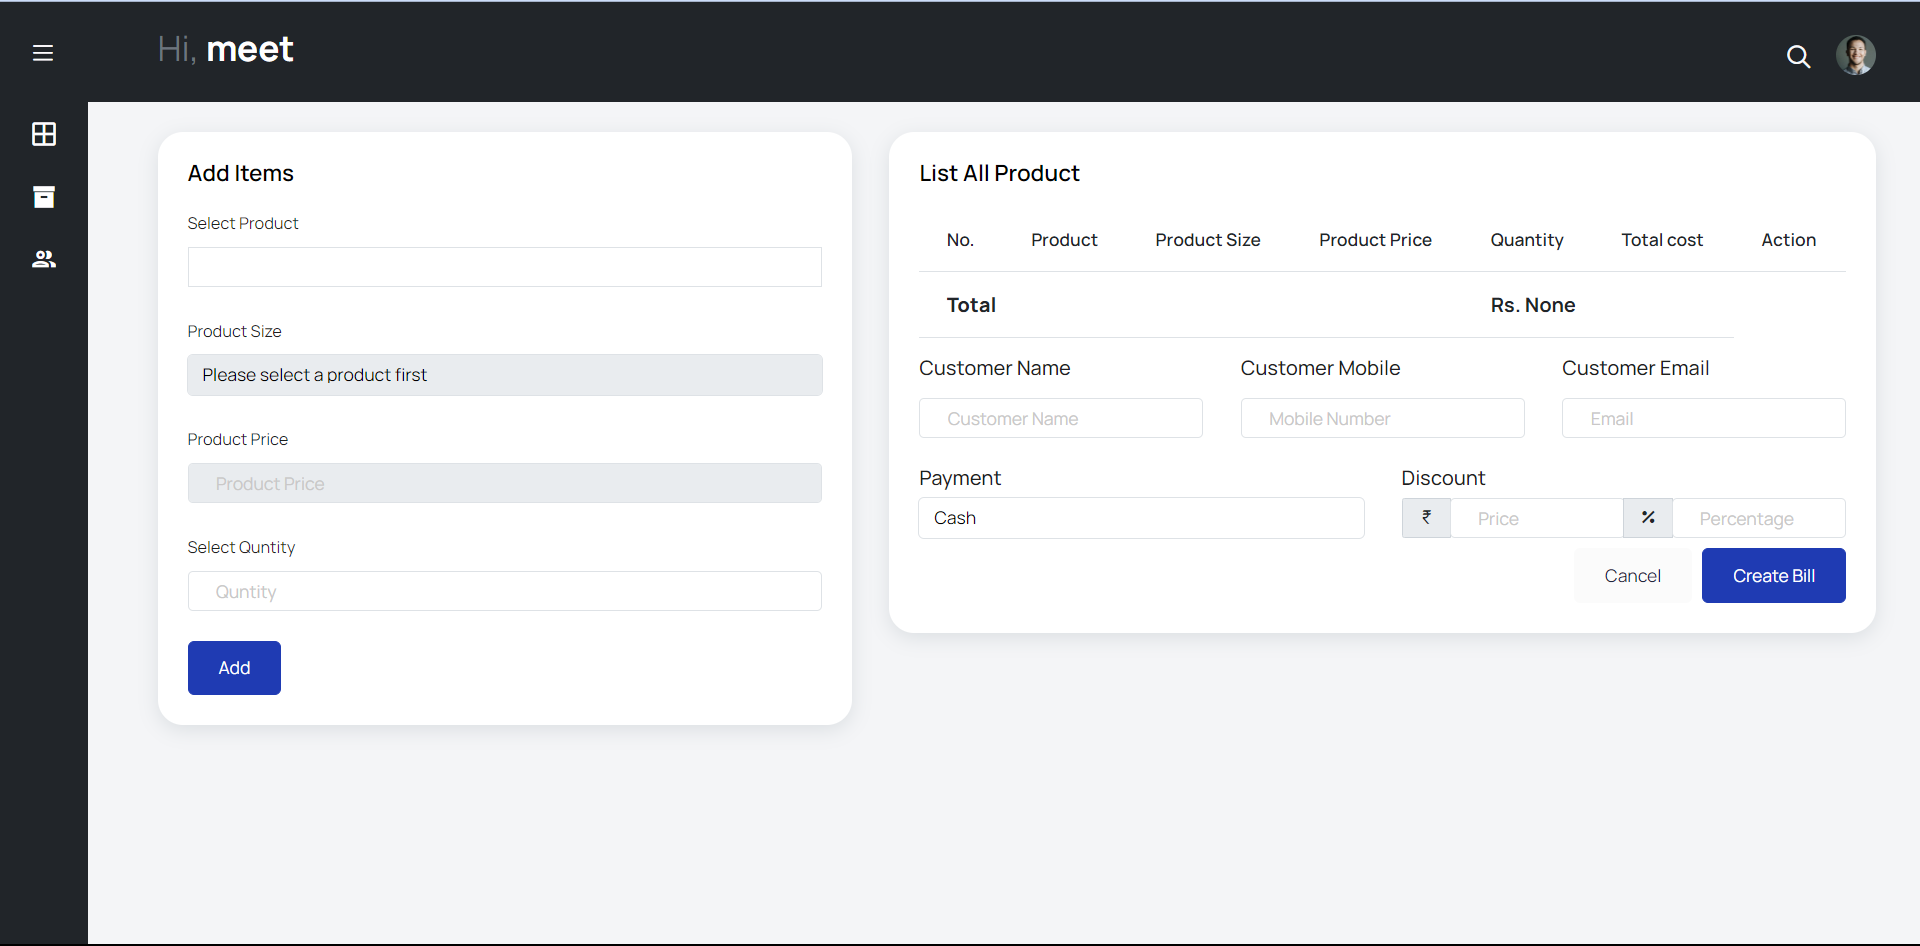 Hi, meet
Add Items
Select Product
Product Size
Please select a product first
Product Price
Product Price
Select Quntity
Quntity
Add
List All Product
No. Product Product Size Product Price Quantity Total cost Action
Total Rs. None
Customer Name Customer Mobile Customer Email
Customer Name Mobile Number Email
Payment Discount
Cash ₹ Price % Percentage
Cancel Create Bill